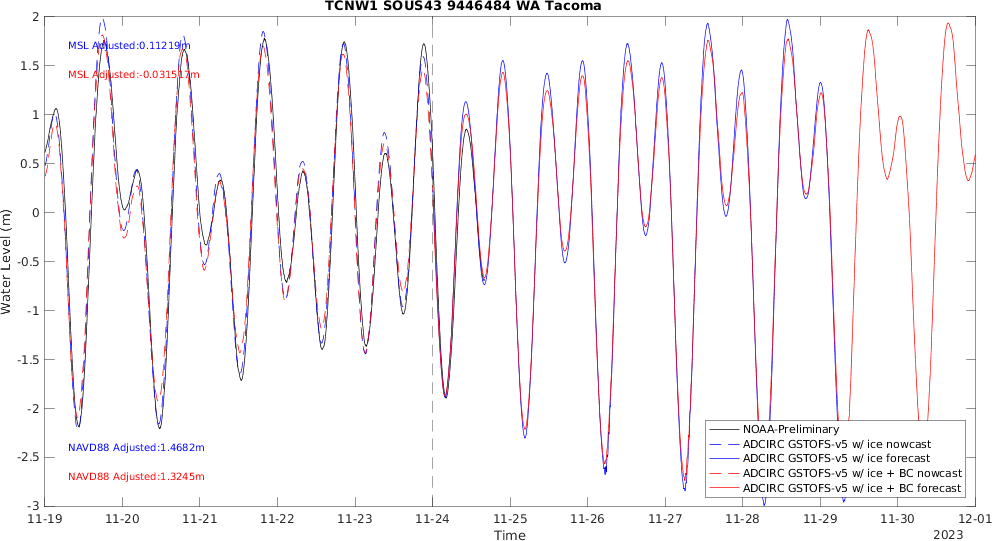 TCNW1 SOUS43 9446484 WA Tacoma
MSL Adjusted:0.11219m
MSL Adjusted:-0.031517m
NAVD88 Adjusted:1.4682m
NAVD88 Adjusted:1.3245m
Water Level (m)
2
1.5
1
0.5
0
-0.5
-1
-1.5
-2
-2.5
-3
NOAA-Preliminary
ADCIRC GSTOFS-v5 w/ ice nowcast
ADCIRC GSTOFS-v5 w/ ice forecast
ADCIRC GSTOFS-v5 w/ ice + BC nowcast
ADCIRC GSTOFS-v5 w/ ice + BC forecast
11-19 11-20 11-21 11-22 11-23 11-24 11-25 11-26 11-27 11-28 11-29 11-30 12-01
Time
2023